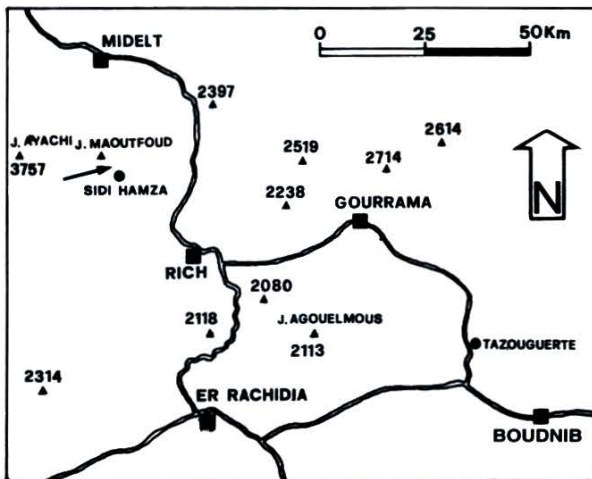 MIDELT
0 25 50Km
2397
J. AYACHI J. MAOUTFOUD
3757
SIDI HAMZA
2519
2614
2714
2238
GOURRAMA
N
RICH
2080
2118
J. AGOUELMOUS
2113
TAZOUGUERTE
2314
ER RACHIDIA
BOUDNIB